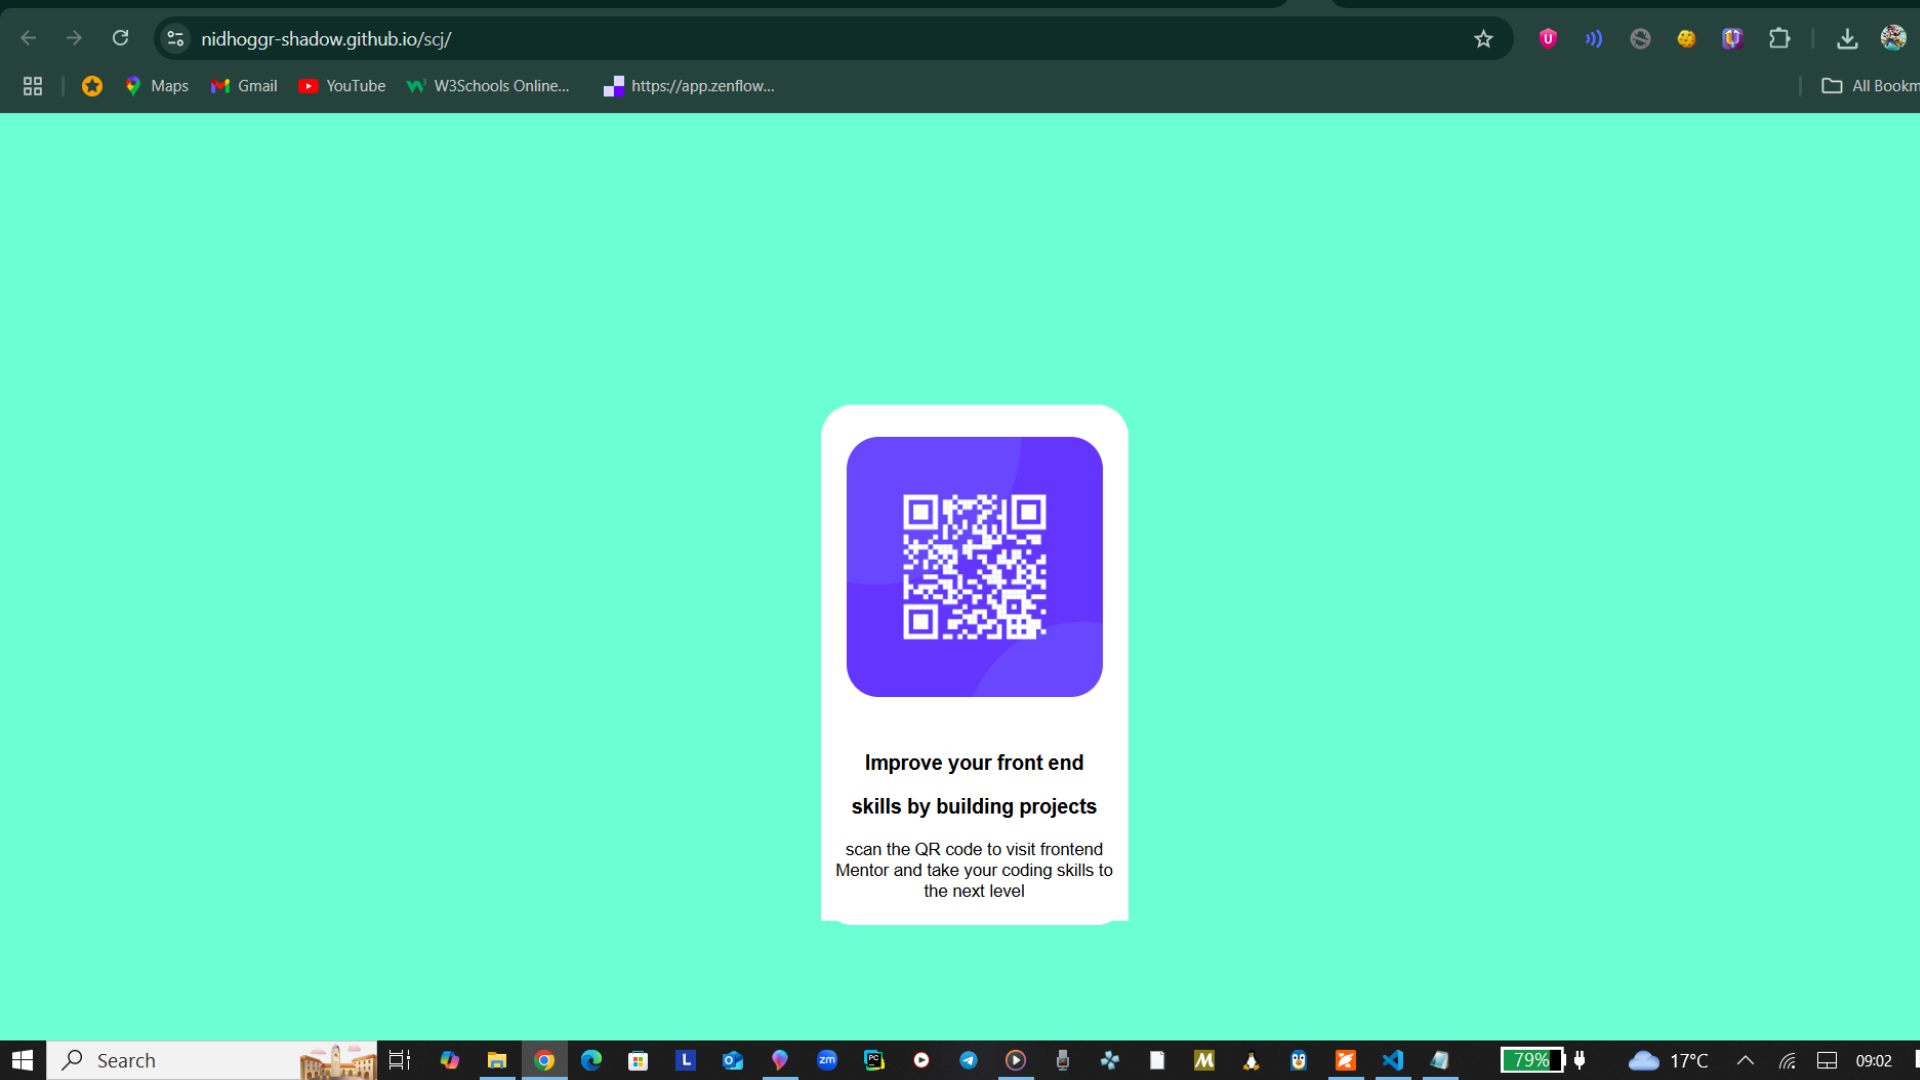 nidhoggr-shadow.github.io/scj/
Maps Gmail YouTube W3Schools Online... https://app.zenflow... All Bookm
Improve your front end
skills by building projects
scan the QR code to visit frontend
Mentor and take your coding skills to
the next level
Search 79% 17°C 09:02